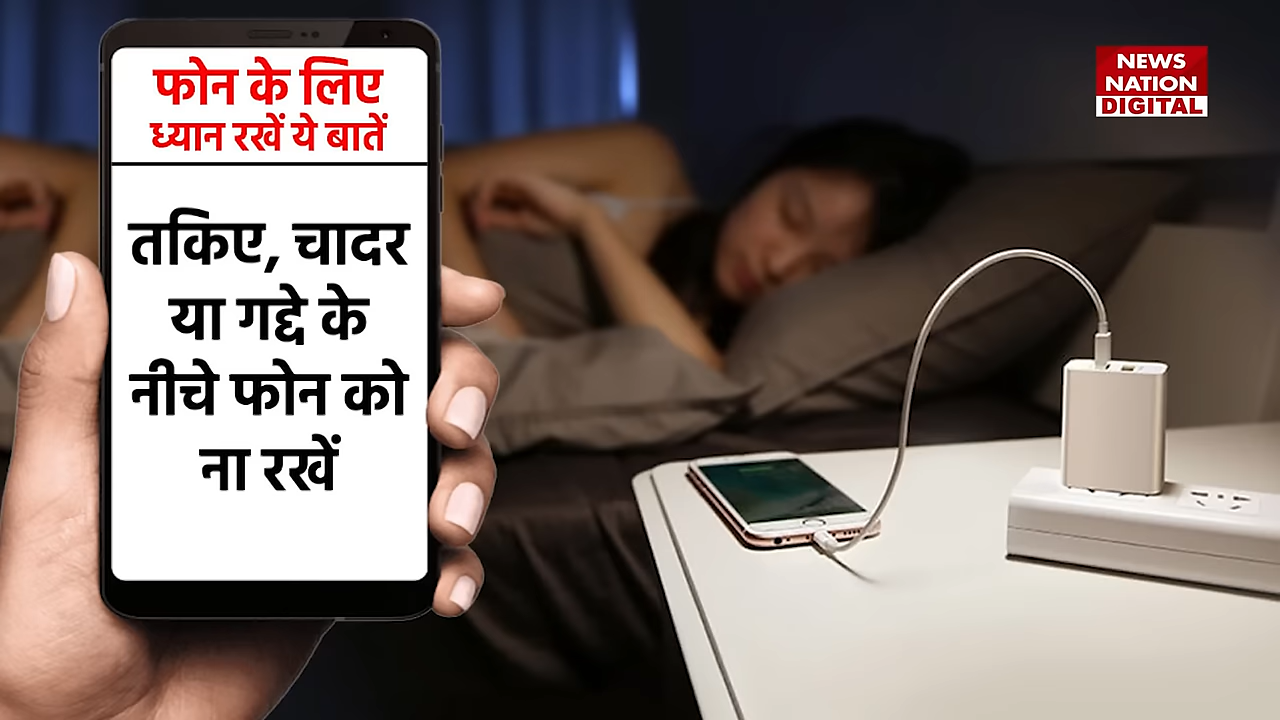 फोन के लिए
ध्यान रखें ये बातें
तकिए, चादर
या गद्दे के
नीचे फोन को
ना रखें
NEWS
NATION
DIGITAL